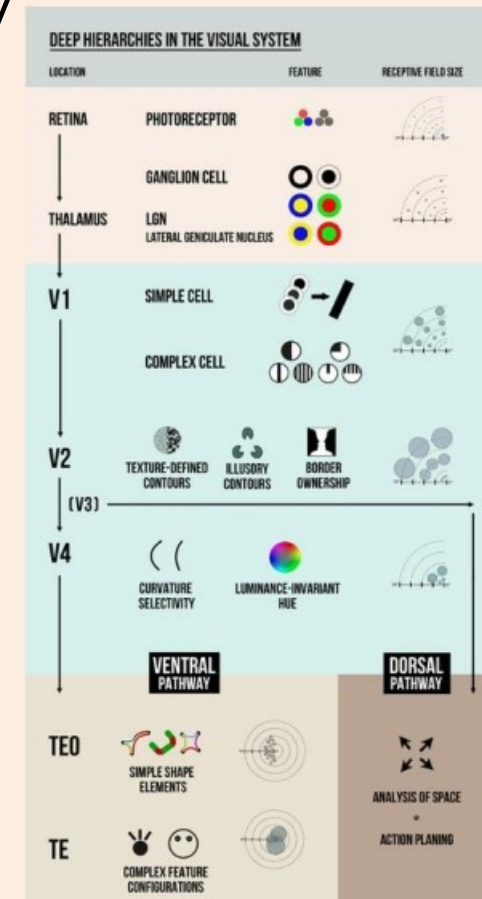 DEEP HIERARCHIES IN THE VISUAL SYSTEM
LOCATION FEATURE RECEPTIVE FIELD SIZE
RETINA PHOTORECEPTOR
GANGLION CELL
THALAMUS LGN
LATERAL GENICULATE NUCLEUS
V1 SIMPLE CELL
COMPLEX CELL
V2
TEXTURE-DEFINED
CONTOURS
ILLUSORY
CONTOURS
BORDER
OWNERSHIP
(V3)
V4
CURVATURE
SELECTIVITY
LUMINANCE-INVARIANT
HUE
VENTRAL
PATHWAY
DORSAL
PATHWAY
TEO
SIMPLE SHAPE
ELEMENTS
ANALYSIS OF SPACE
*
ACTION PLANING
TE
COMPLEX FEATURE
CONFIGURATIONS